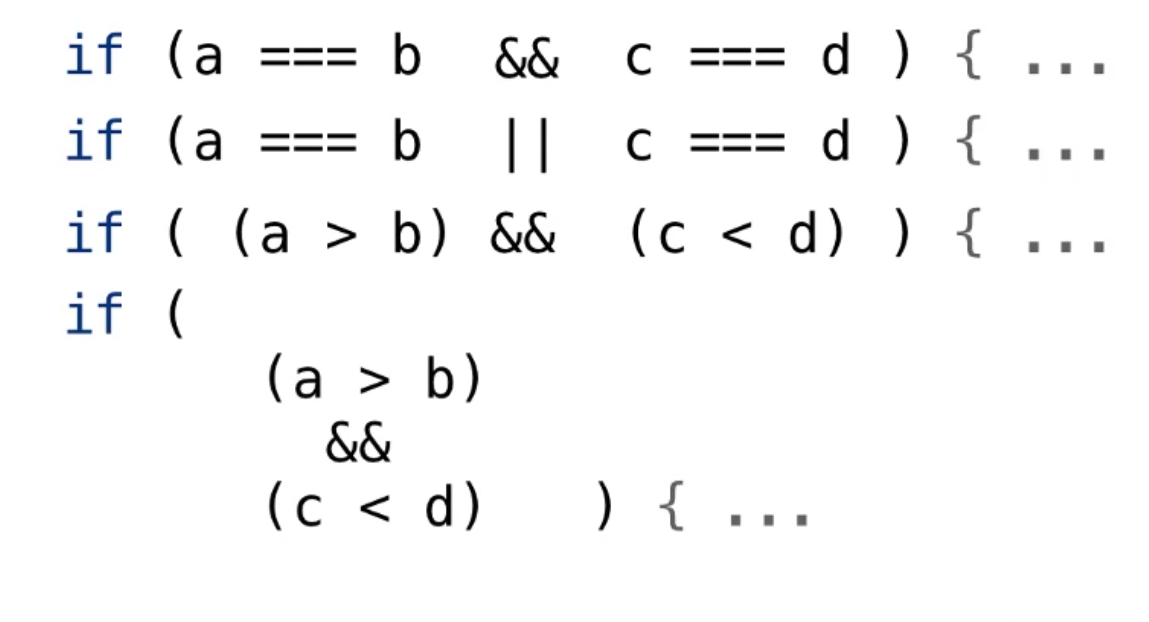 if (a === b && c === d ) { ...
if (a === b || c === d ) { ...
if ( (a > b) && (c < d) ) { ...
if (
(a > b)
&&
(c < d) ) { ...